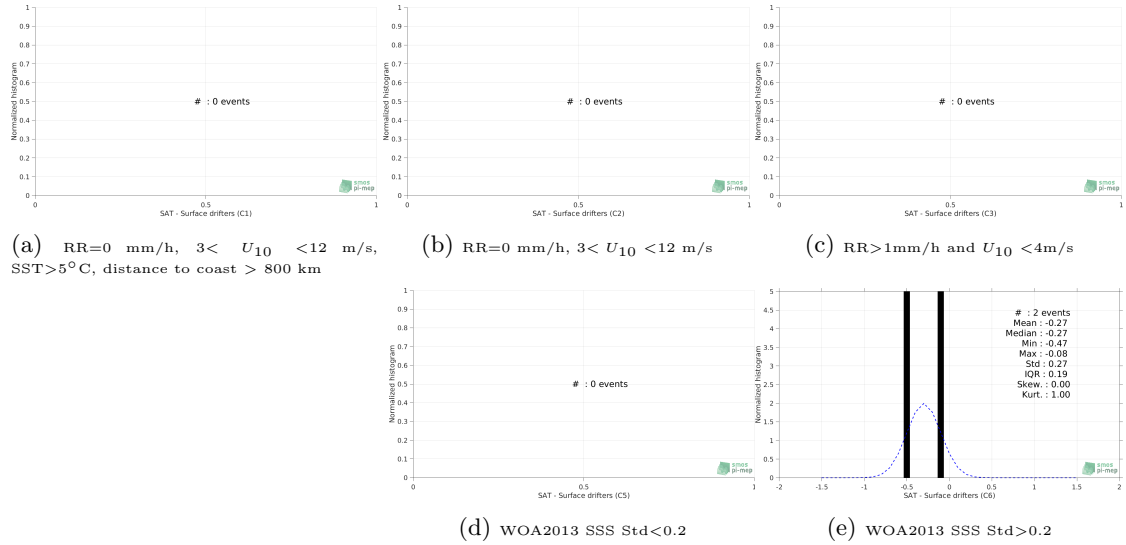 1
0.9
0.8
0.7
0.6
0.5
0.4
0.3
0.2
0.1
0
Normalized histogram
# : 0 events
smos
pi-mep
0 0.5 1
SAT - Surface drifters (C1)
(a) RR=0 mm/h, 3< U10 <12 m/s,
SST>5°C, distance to coast > 800 km
1
0.9
0.8
0.7
0.6
0.5
0.4
0.3
0.2
0.1
0
Normalized histogram
# : 0 events
smos
pi-mep
0 0.5 1
SAT - Surface drifters (C2)
(b) RR=0 mm/h, 3< U10 <12 m/s
1
0.9
0.8
0.7
0.6
0.5
0.4
0.3
0.2
0.1
0
Normalized histogram
# : 0 events
smos
pi-mep
0 0.5 1
SAT - Surface drifters (C3)
(c) RR>1mm/h and U10 <4m/s
1
0.9
0.8
0.7
0.6
0.5
0.4
0.3
0.2
0.1
0
Normalized histogram
# : 0 events
smos
pi-mep
0 0.5 1
SAT - Surface drifters (C5)
(d) WOA2013 SSS Std<0.2
5
4.5
4
3.5
3
2.5
2
1.5
1
0.5
0
Normalized histogram
# : 2 events
Mean : -0.27
Median : -0.27
Min : -0.47
Max : -0.08
Std : 0.27
IQR : 0.19
Skew. : 0.00
Kurt. : 1.00
smos
pi-mep
-2 -1.5 -1 -0.5 0 0.5 1 1.5 2
SAT - Surface drifters (C6)
(e) WOA2013 SSS Std>0.2